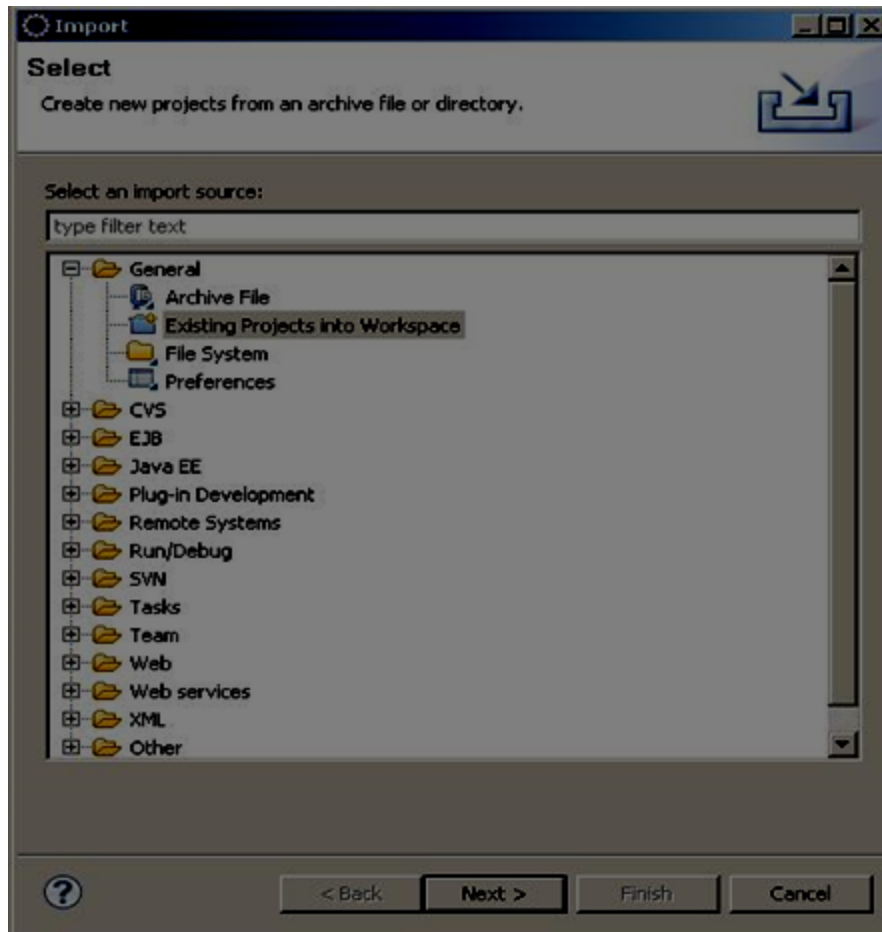 Import
Select
Create new projects from an archive file or directory.
Select an import source:
type filter text
General
Archive File
Existing Projects into Workspace
File System
Preferences
CVS
EJB
Java EE
Plug-in Development
Remote Systems
Run/Debug
SVN
Tasks
Team
Web
Web services
XML
Other
? < Back Next > Finish Cancel